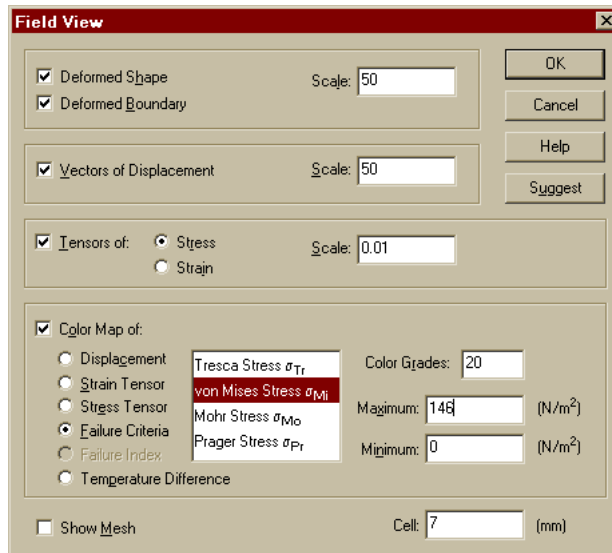 Field View
Deformed Shape
Scale: 50
OK
Deformed Boundary
Cancel
Help
Vectors of Displacement
Scale: 50
Suggest
Tensors of:
Stress
Scale: 0.01
Strain
Color Map of:
Displacement
Strain Tensor
Stress Tensor
Failure Criteria
Failure Index
Temperature Difference
Tresca Stress σTr
von Mises Stress σMi
Mohr Stress σMo
Prager Stress σPr
Color Grades: 20
Maximum: 146 (N/m²)
Minimum: 0 (N/m²)
Show Mesh
Cell: 7 (mm)